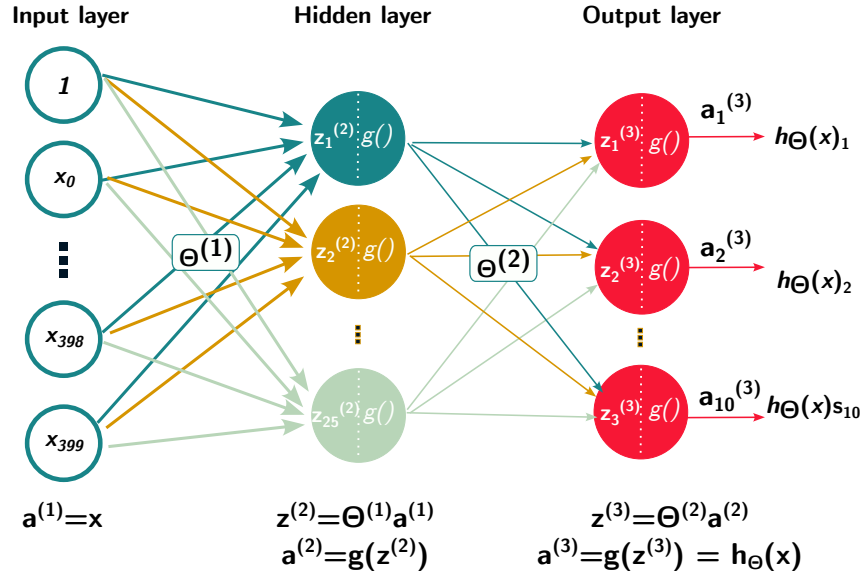 Input layer
Hidden layer
Output layer
1
x₀
x₃₉₈
x₃₉₉
Θ⁽¹⁾
z₁⁽²⁾ g()
z₂⁽²⁾ g()
z₂₅⁽²⁾ g()
Θ⁽²⁾
z₁⁽³⁾ g()
z₂⁽³⁾ g()
z₃⁽³⁾ g()
a₁⁽³⁾
hΘ(x)₁
a₂⁽³⁾
hΘ(x)₂
a₁₀⁽³⁾
hΘ(x)s₁₀
a⁽¹⁾=x
z⁽²⁾=Θ⁽¹⁾a⁽¹⁾
a⁽²⁾=g(z⁽²⁾)
z⁽³⁾=Θ⁽²⁾a⁽²⁾
a⁽³⁾=g(z⁽³⁾) = hΘ(x)